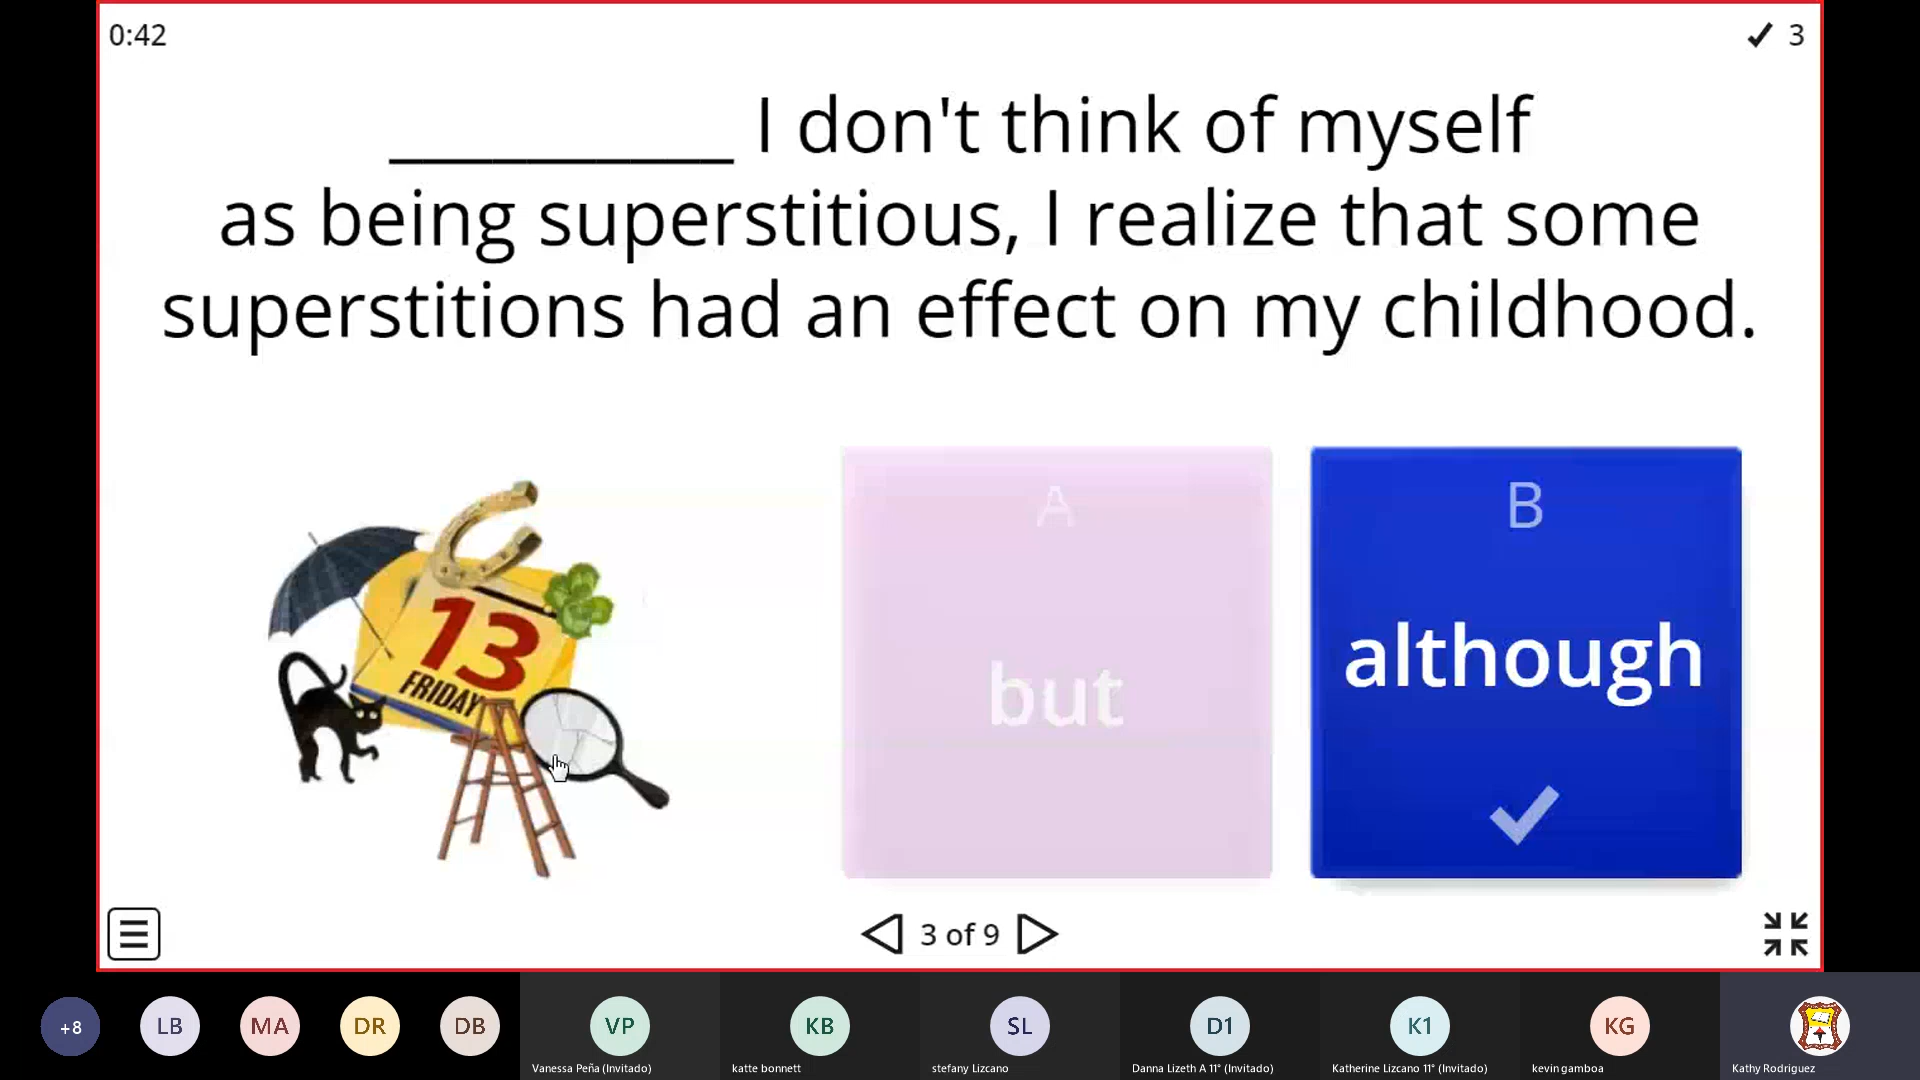 0:42
3
__________ I don't think of myself
as being superstitious, I realize that some
superstitions had an effect on my childhood.
13
FRIDAY
A
but
B
although
3 of 9
+8
LB
MA
DR
DB
VP
KB
SL
D1
K1
KG
Vanessa Peña (Invitado)
katte bonnett
stefany Lizcano
Danna Lizeth A 11° (Invitado)
Katherine Lizcano 11° (Invitado)
kevin gamboa
Kathy Rodriguez